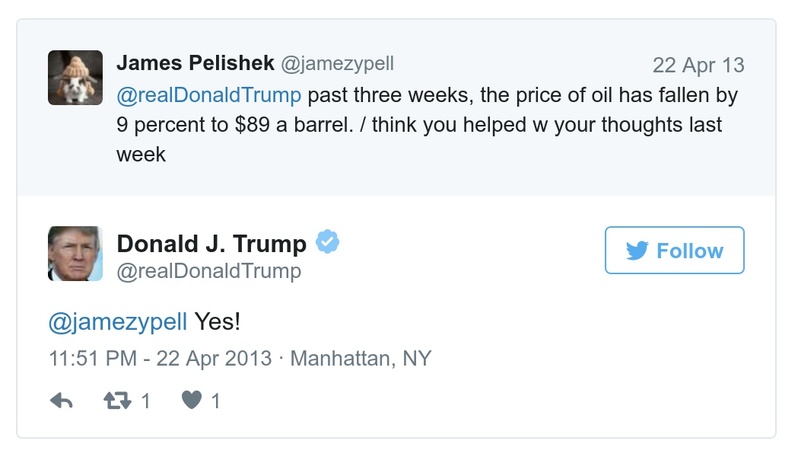 James Pelishek @jamezypell 22 Apr 13
@realDonaldTrump past three weeks, the price of oil has fallen by
9 percent to $89 a barrel. / think you helped w your thoughts last
week
Donald J. Trump
@realDonaldTrump
Follow
@jamezypell Yes!
11:51 PM - 22 Apr 2013 · Manhattan, NY
1 1